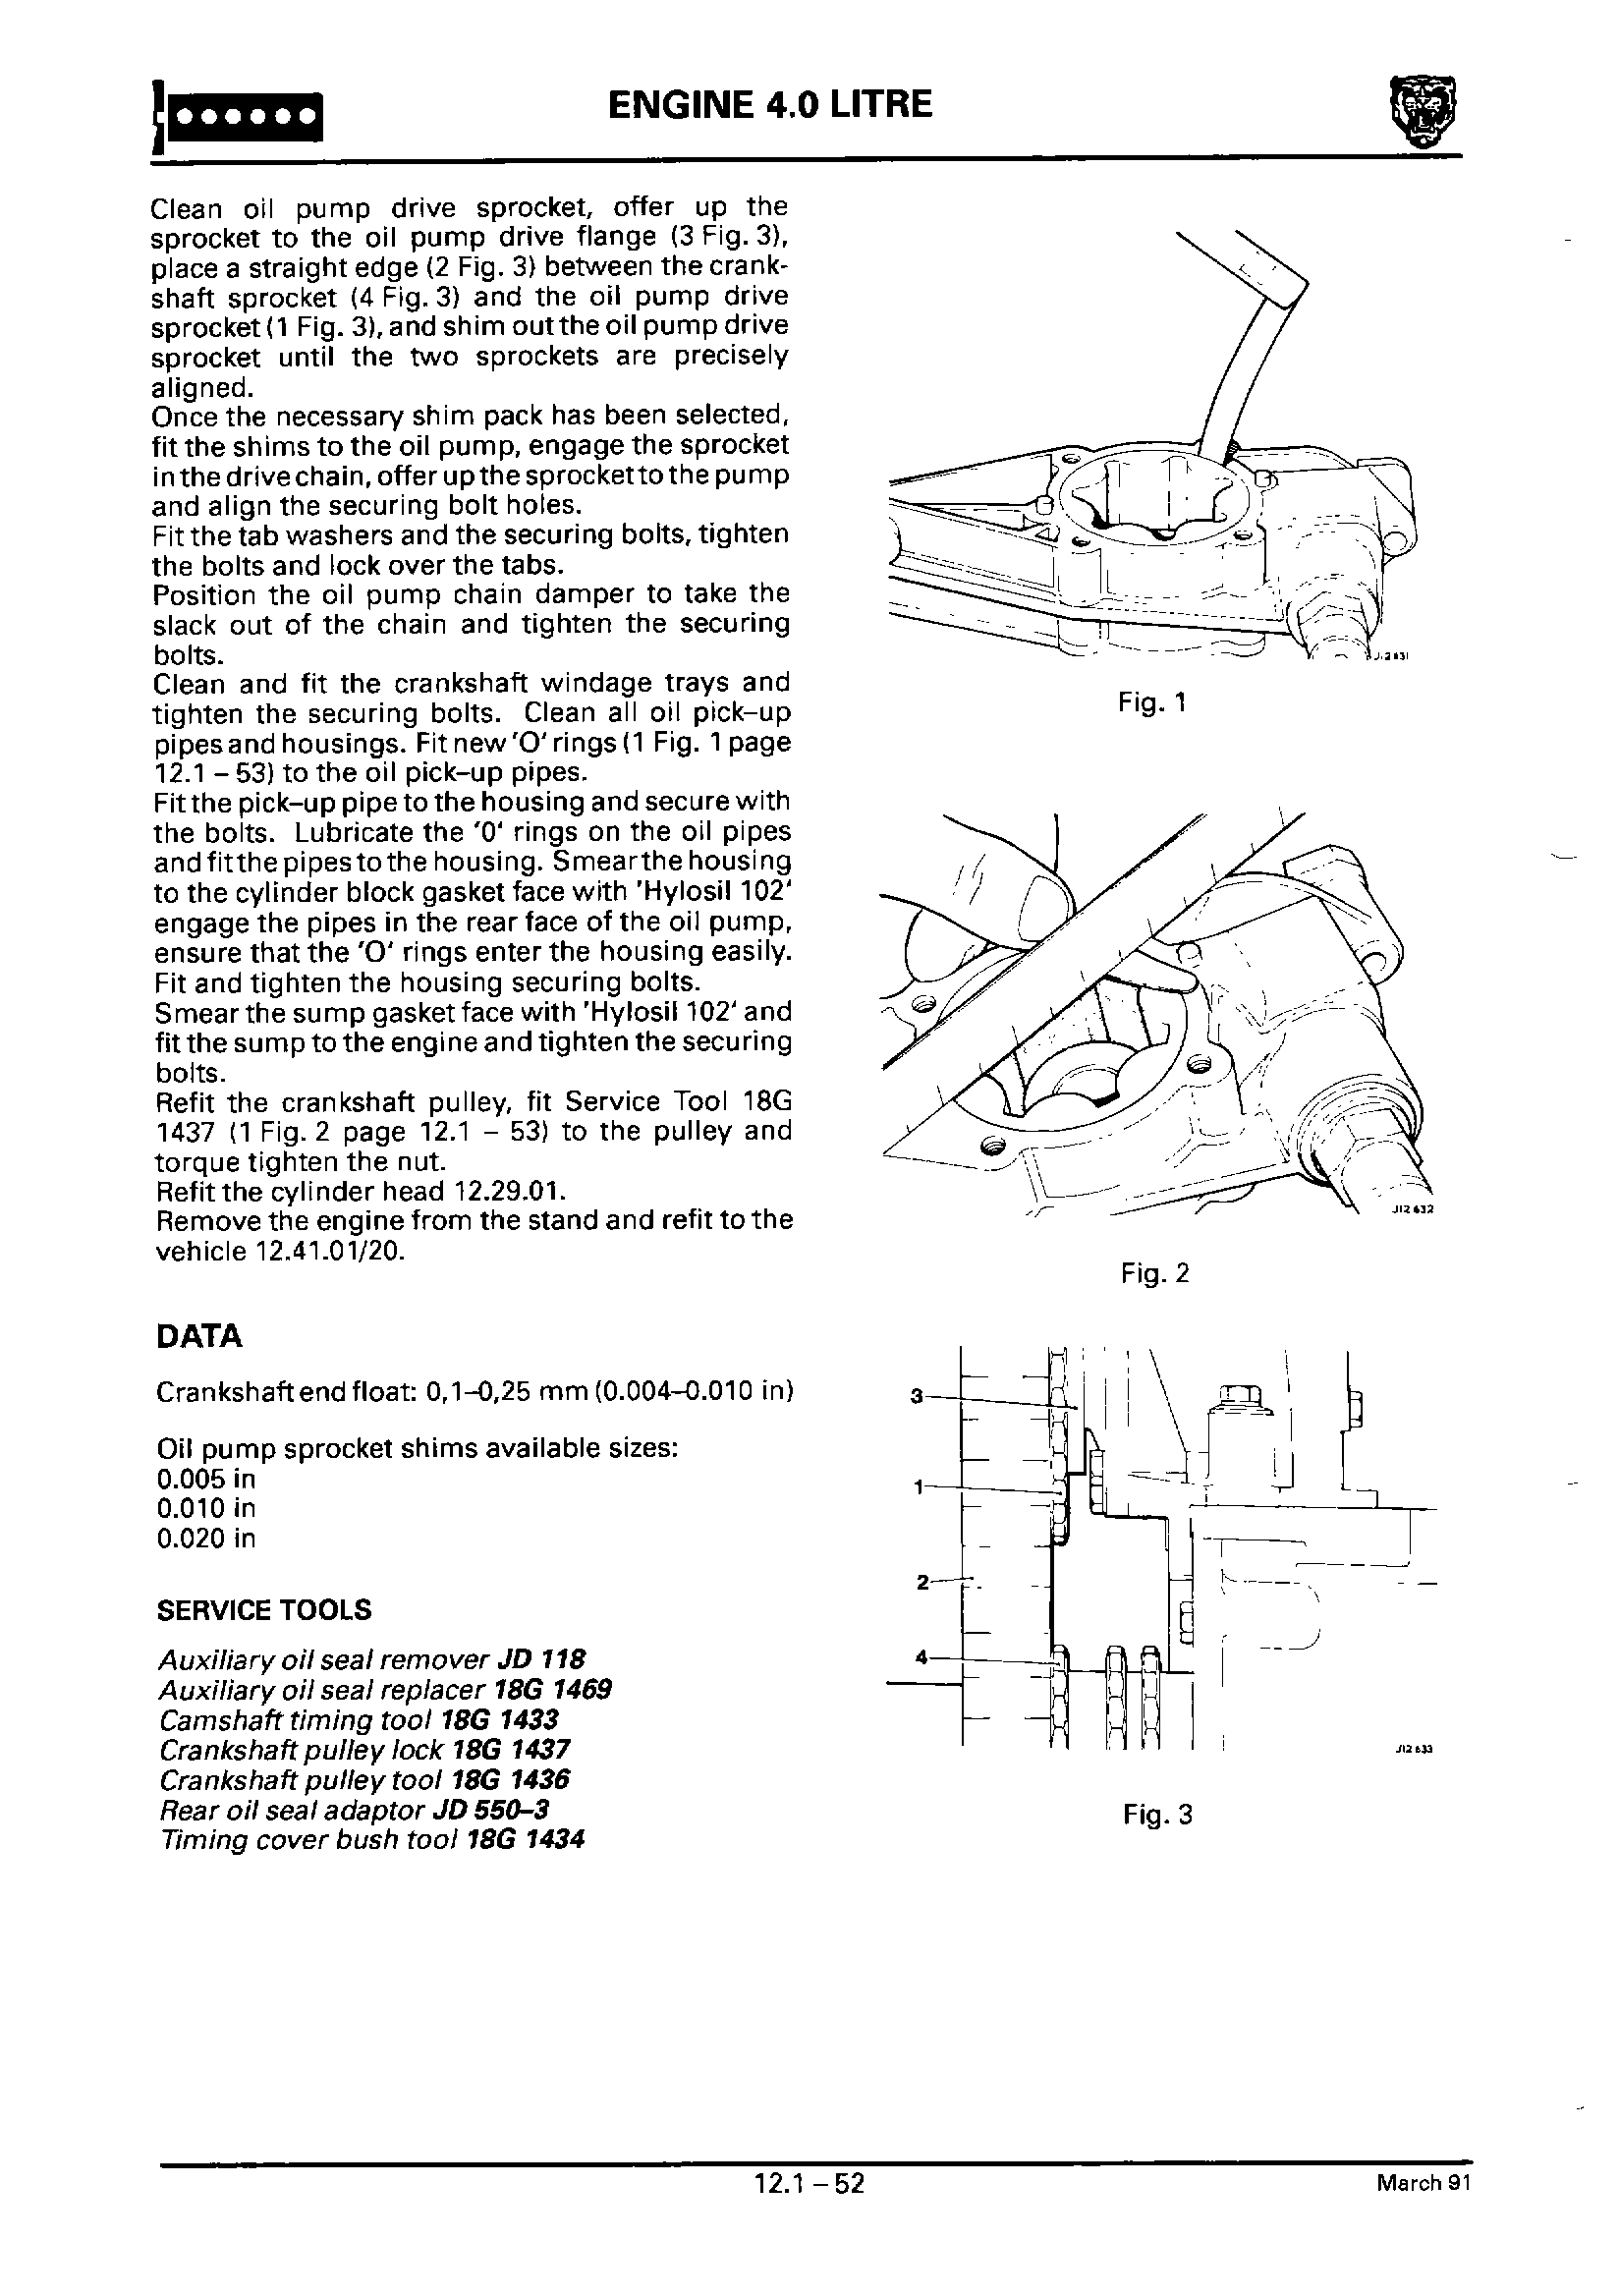 ENGINE 4.0 LITRE
Clean oil pump drive sprocket, offer up the
sprocket to the oil pump drive flange (3 Fig. 3),
place a straight edge (2 Fig. 3) between the crank-
shaft sprocket (4 Fig. 3) and the oil pump drive
sprocket (1 Fig. 3), and shim out the oil pump drive
sprocket until the two sprockets are precisely
aligned.
Once the necessary shim pack has been selected,
fit the shims to the oil pump, engage the sprocket
in the drive chain, offer up the sprocket to the pump
and align the securing bolt holes.
Fit the tab washers and the securing bolts, tighten
the bolts and lock over the tabs.
Position the oil pump chain damper to take the
slack out of the chain and tighten the securing
bolts.
Clean and fit the crankshaft windage trays and
tighten the securing bolts. Clean all oil pick-up
pipes and housings. Fit new 'O' rings (1 Fig. 1 page
12.1 – 53) to the oil pick-up pipes.
Fit the pick-up pipe to the housing and secure with
the bolts. Lubricate the '0' rings on the oil pipes
and fit the pipes to the housing. Smear the housing
to the cylinder block gasket face with 'Hylosil 102'
engage the pipes in the rear face of the oil pump,
ensure that the 'O' rings enter the housing easily.
Fit and tighten the housing securing bolts.
Smear the sump gasket face with 'Hylosil 102' and
fit the sump to the engine and tighten the securing
bolts.
Refit the crankshaft pulley, fit Service Tool 18G
1437 (1 Fig. 2 page 12.1 – 53) to the pulley and
torque tighten the nut.
Refit the cylinder head 12.29.01.
Remove the engine from the stand and refit to the
vehicle 12.41.01/20.
DATA
Crankshaft end float: 0,1–0,25 mm (0.004–0.010 in)
Oil pump sprocket shims available sizes:
0.005 in
0.010 in
0.020 in
SERVICE TOOLS
Auxiliary oil seal remover JD 118
Auxiliary oil seal replacer 18G 1469
Camshaft timing tool 18G 1433
Crankshaft pulley lock 18G 1437
Crankshaft pulley tool 18G 1436
Rear oil seal adaptor JD 550–3
Timing cover bush tool 18G 1434
J12 631
Fig. 1
J12 632
Fig. 2
3
1
2
4
J12 633
Fig. 3
12.1 – 52
March 91